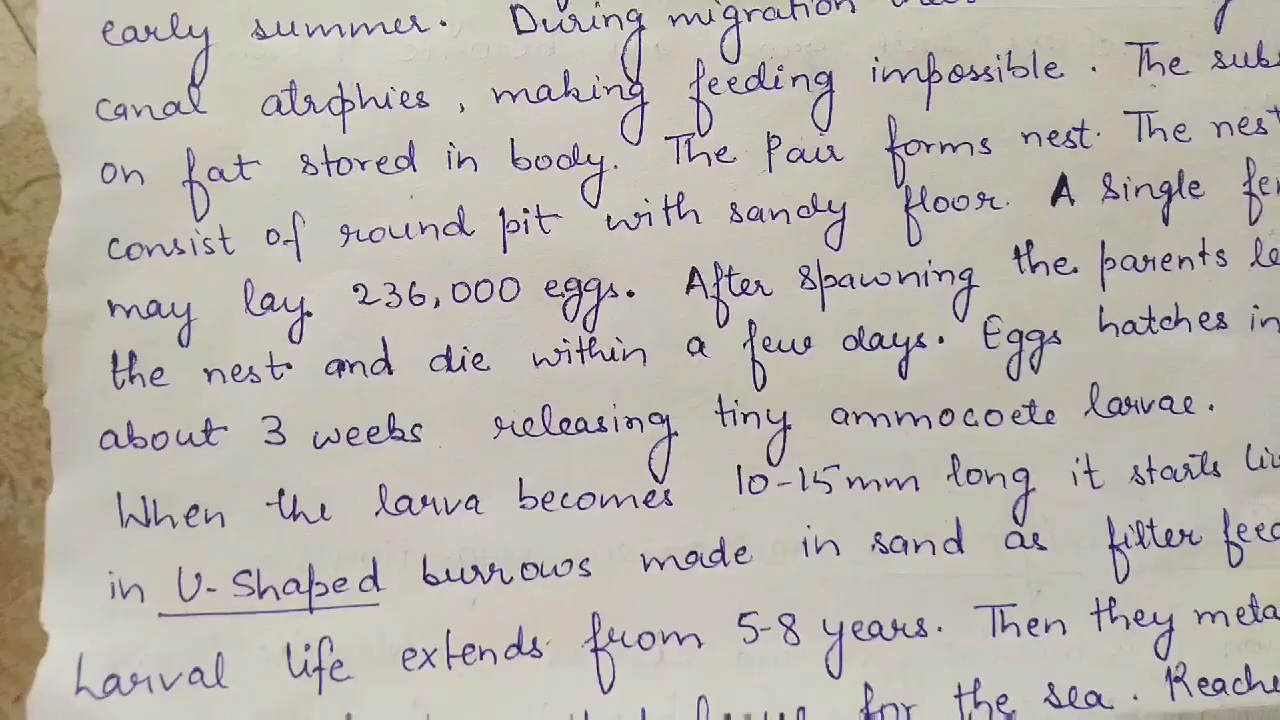 early summer. During migration
canal atrophies, making feeding impossible. The
on fat stored in body. The pair forms nest. The nest
consist of round pit with sandy floor. A single
may lay 236,000 eggs. After spawning the parents
the nest and die within a few days. Eggs hatches in
about 3 weeks releasing tiny ammocoete larvae.
When the larva becomes 10-15mm long it starts
in U-Shaped burrows made in sand as filter
Larval life extends from 5-8 years. Then they
for the sea.